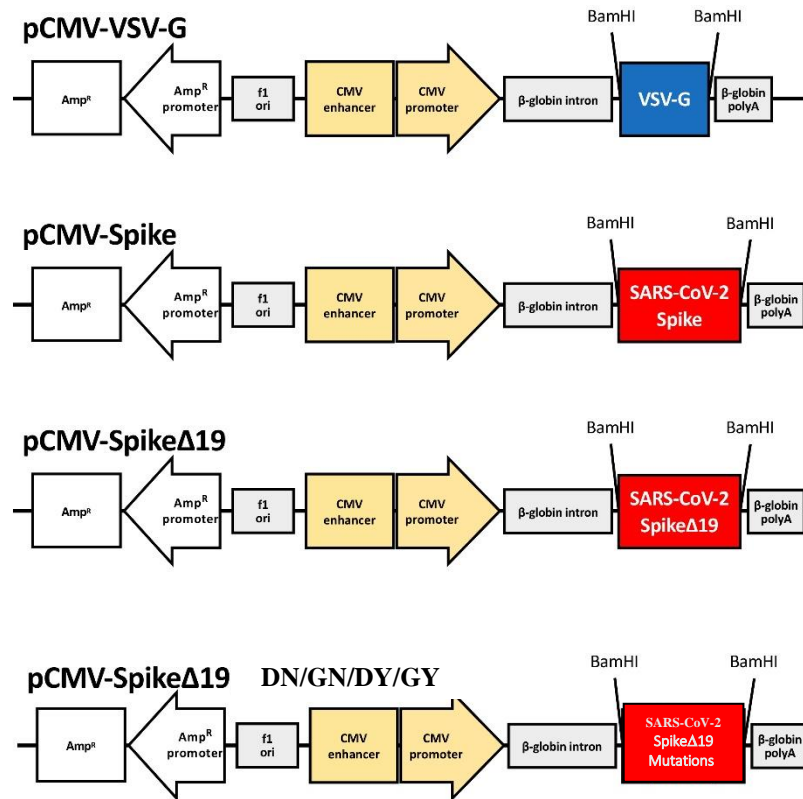 pCMV-VSV-G
BamHI BamHI
Amp^R
Amp^R
promoter
f1
ori
CMV
enhancer
CMV
promoter
β-globin intron
VSV-G
β-globin
polyA
pCMV-Spike
BamHI BamHI
Amp^R
Amp^R
promoter
f1
ori
CMV
enhancer
CMV
promoter
β-globin intron
SARS-CoV-2
Spike
β-globin
polyA
pCMV-SpikeΔ19
BamHI BamHI
Amp^R
Amp^R
promoter
f1
ori
CMV
enhancer
CMV
promoter
β-globin intron
SARS-CoV-2
SpikeΔ19
β-globin
polyA
pCMV-SpikeΔ19 DN/GN/DY/GY
BamHI BamHI
Amp^R
Amp^R
promoter
f1
ori
CMV
enhancer
CMV
promoter
β-globin intron
SARS-CoV-2
SpikeΔ19
Mutations
β-globin
polyA